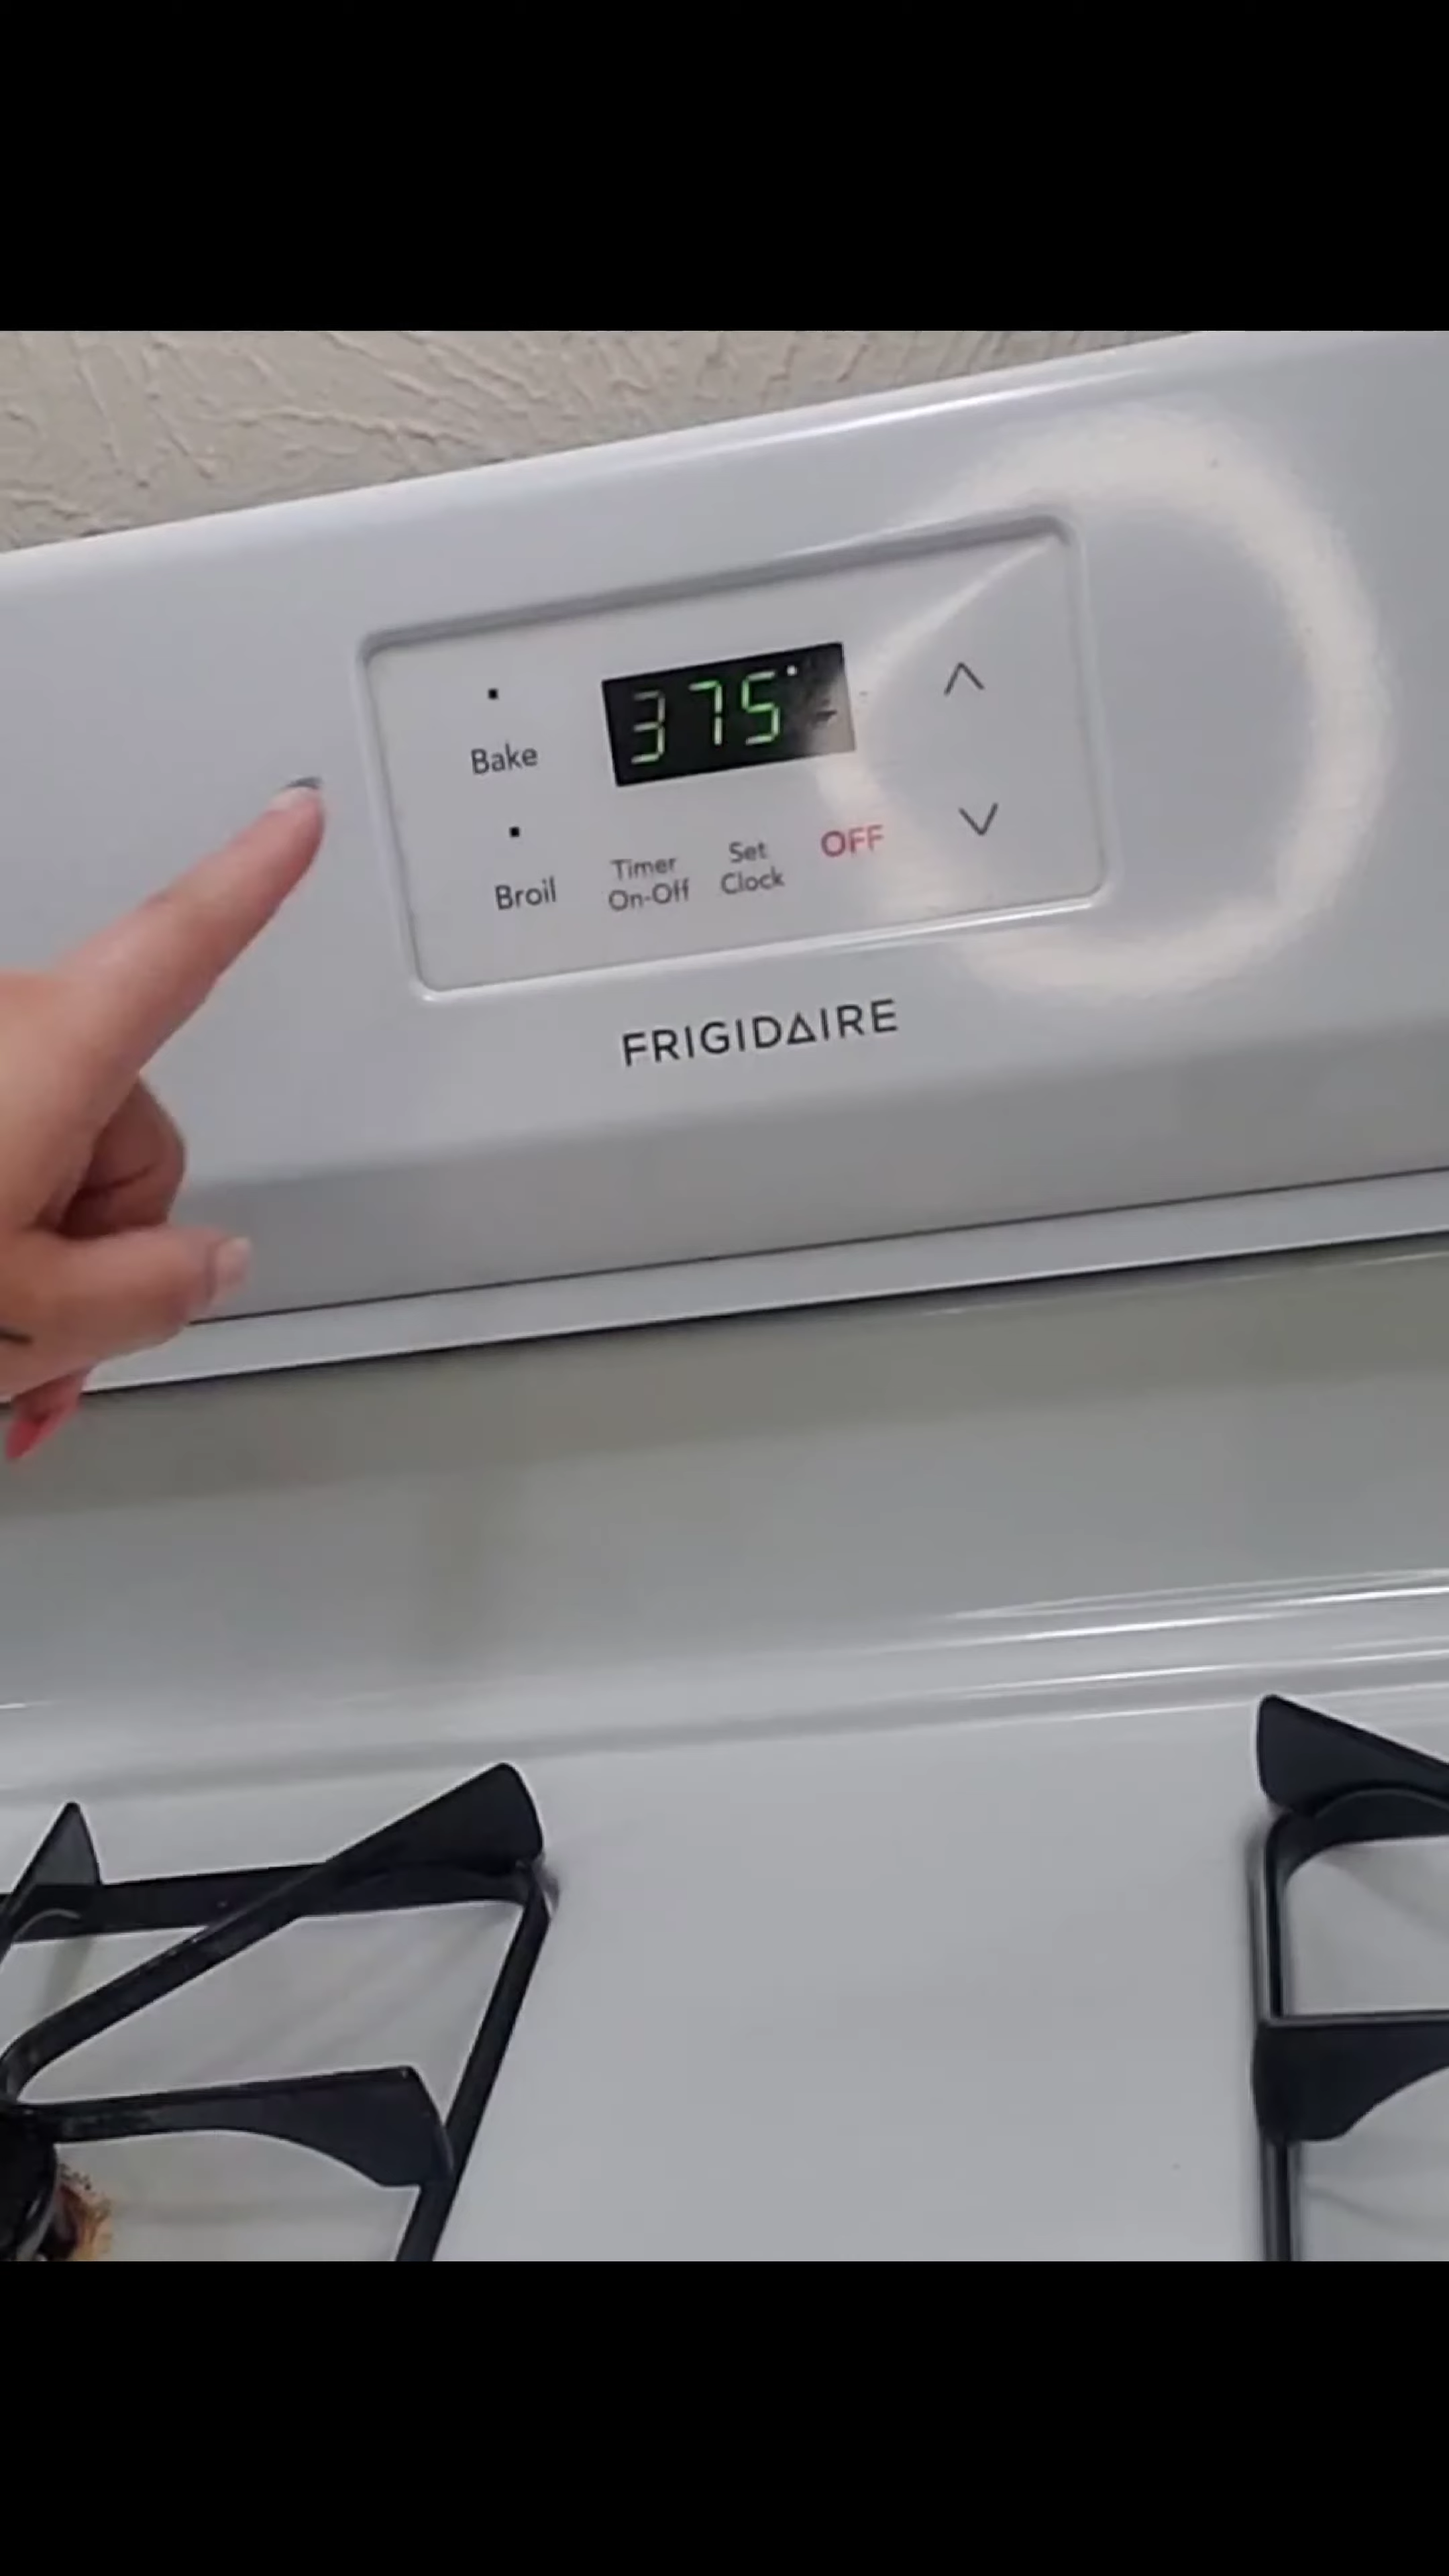 Bake
375°
Broil
Timer
On-Off
Set
Clock
OFF
FRIGIDAIRE